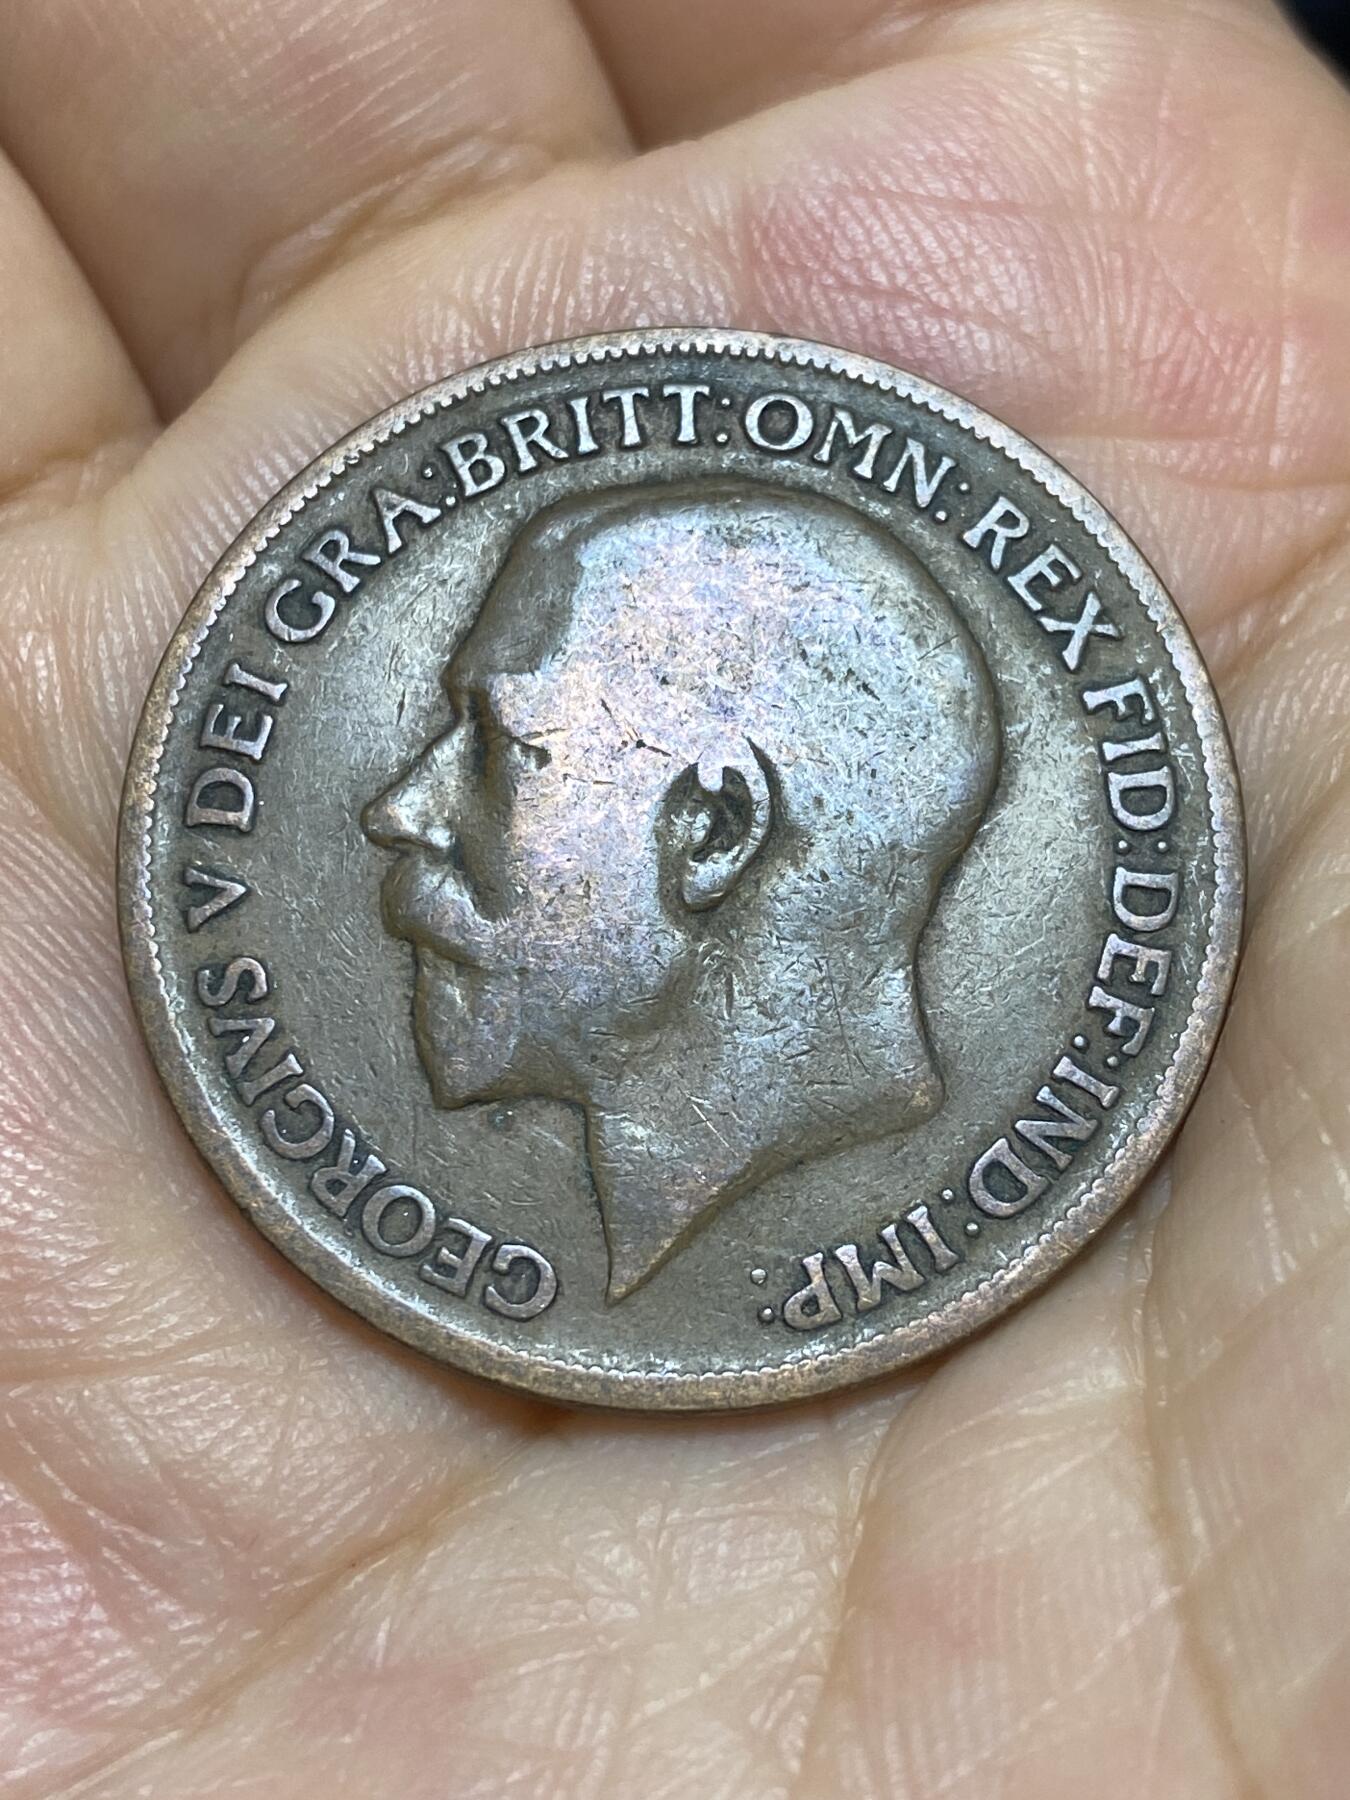 GEORGIVS V DEI GRA: BRITT: OMN: REX FID: DEF: IND: IMP: